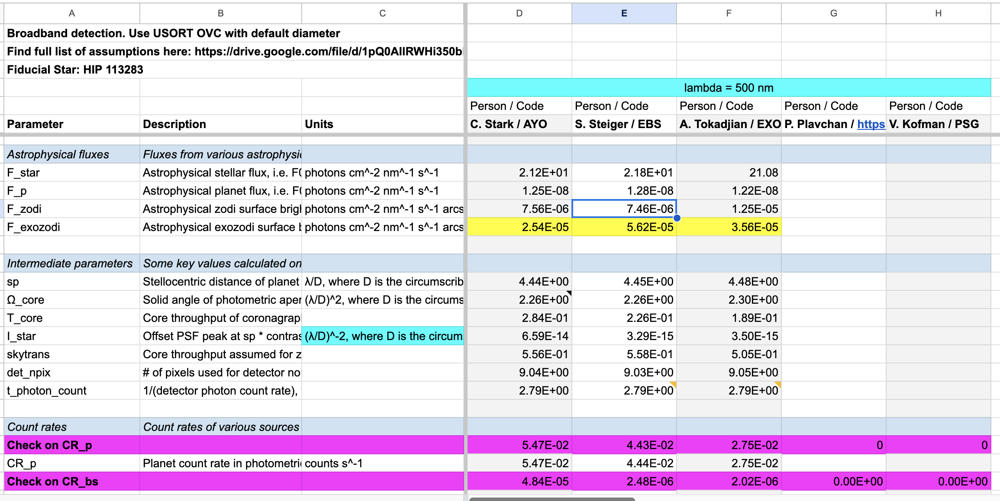 A B C D E F G H
Broadband detection. Use USORT OVC with default diameter
Find full list of assumptions here: https://drive.google.com/file/d/1pQ0AIIRWHi350b
Fiducial Star: HIP 113283
lambda = 500 nm
Person / Code Person / Code Person / Code Person / Code Person / Code
Parameter Description Units C. Stark / AYO S. Steiger / EBS A. Tokadjian / EXO P. Plavchan / https V. Kofman / PSG
Astrophysical fluxes Fluxes from various astrophysi
F_star Astrophysical stellar flux, i.e. F0 photons cm^-2 nm^-1 s^-1 2.12E+01 2.18E+01 21.08
F_p Astrophysical planet flux, i.e. F0 photons cm^-2 nm^-1 s^-1 1.25E-08 1.28E-08 1.22E-08
F_zodi Astrophysical zodi surface brigh photons cm^-2 nm^-1 s^-1 arcs 7.56E-06 7.46E-06 1.25E-05
F_exozodi Astrophysical exozodi surface b photons cm^-2 nm^-1 s^-1 arcs 2.54E-05 5.62E-05 3.56E-05
Intermediate parameters Some key values calculated on
sp Stellocentric distance of planet λ/D, where D is the circumscrib 4.44E+00 4.45E+00 4.48E+00
Ω_core Solid angle of photometric aper (λ/D)^2, where D is the circums 2.26E+00 2.26E+00 2.30E+00
T_core Core throughput of coronagrap 2.84E-01 2.26E-01 1.89E-01
I_star Offset PSF peak at sp * contras (λ/D)^-2, where D is the circum 6.59E-14 3.29E-15 3.50E-15
skytrans Core throughput assumed for z 5.56E-01 5.58E-01 5.05E-01
det_npix # of pixels used for detector no 9.04E+00 9.03E+00 9.05E+00
t_photon_count 1/(detector photon count rate), 2.79E+00 2.79E+00 2.79E+00
Count rates Count rates of various sources
Check on CR_p 5.47E-02 4.43E-02 2.75E-02 0 0
CR_p Planet count rate in photometri counts s^-1 5.47E-02 4.44E-02 2.75E-02
Check on CR_bs 4.84E-05 2.48E-06 2.02E-06 0.00E+00 0.00E+00